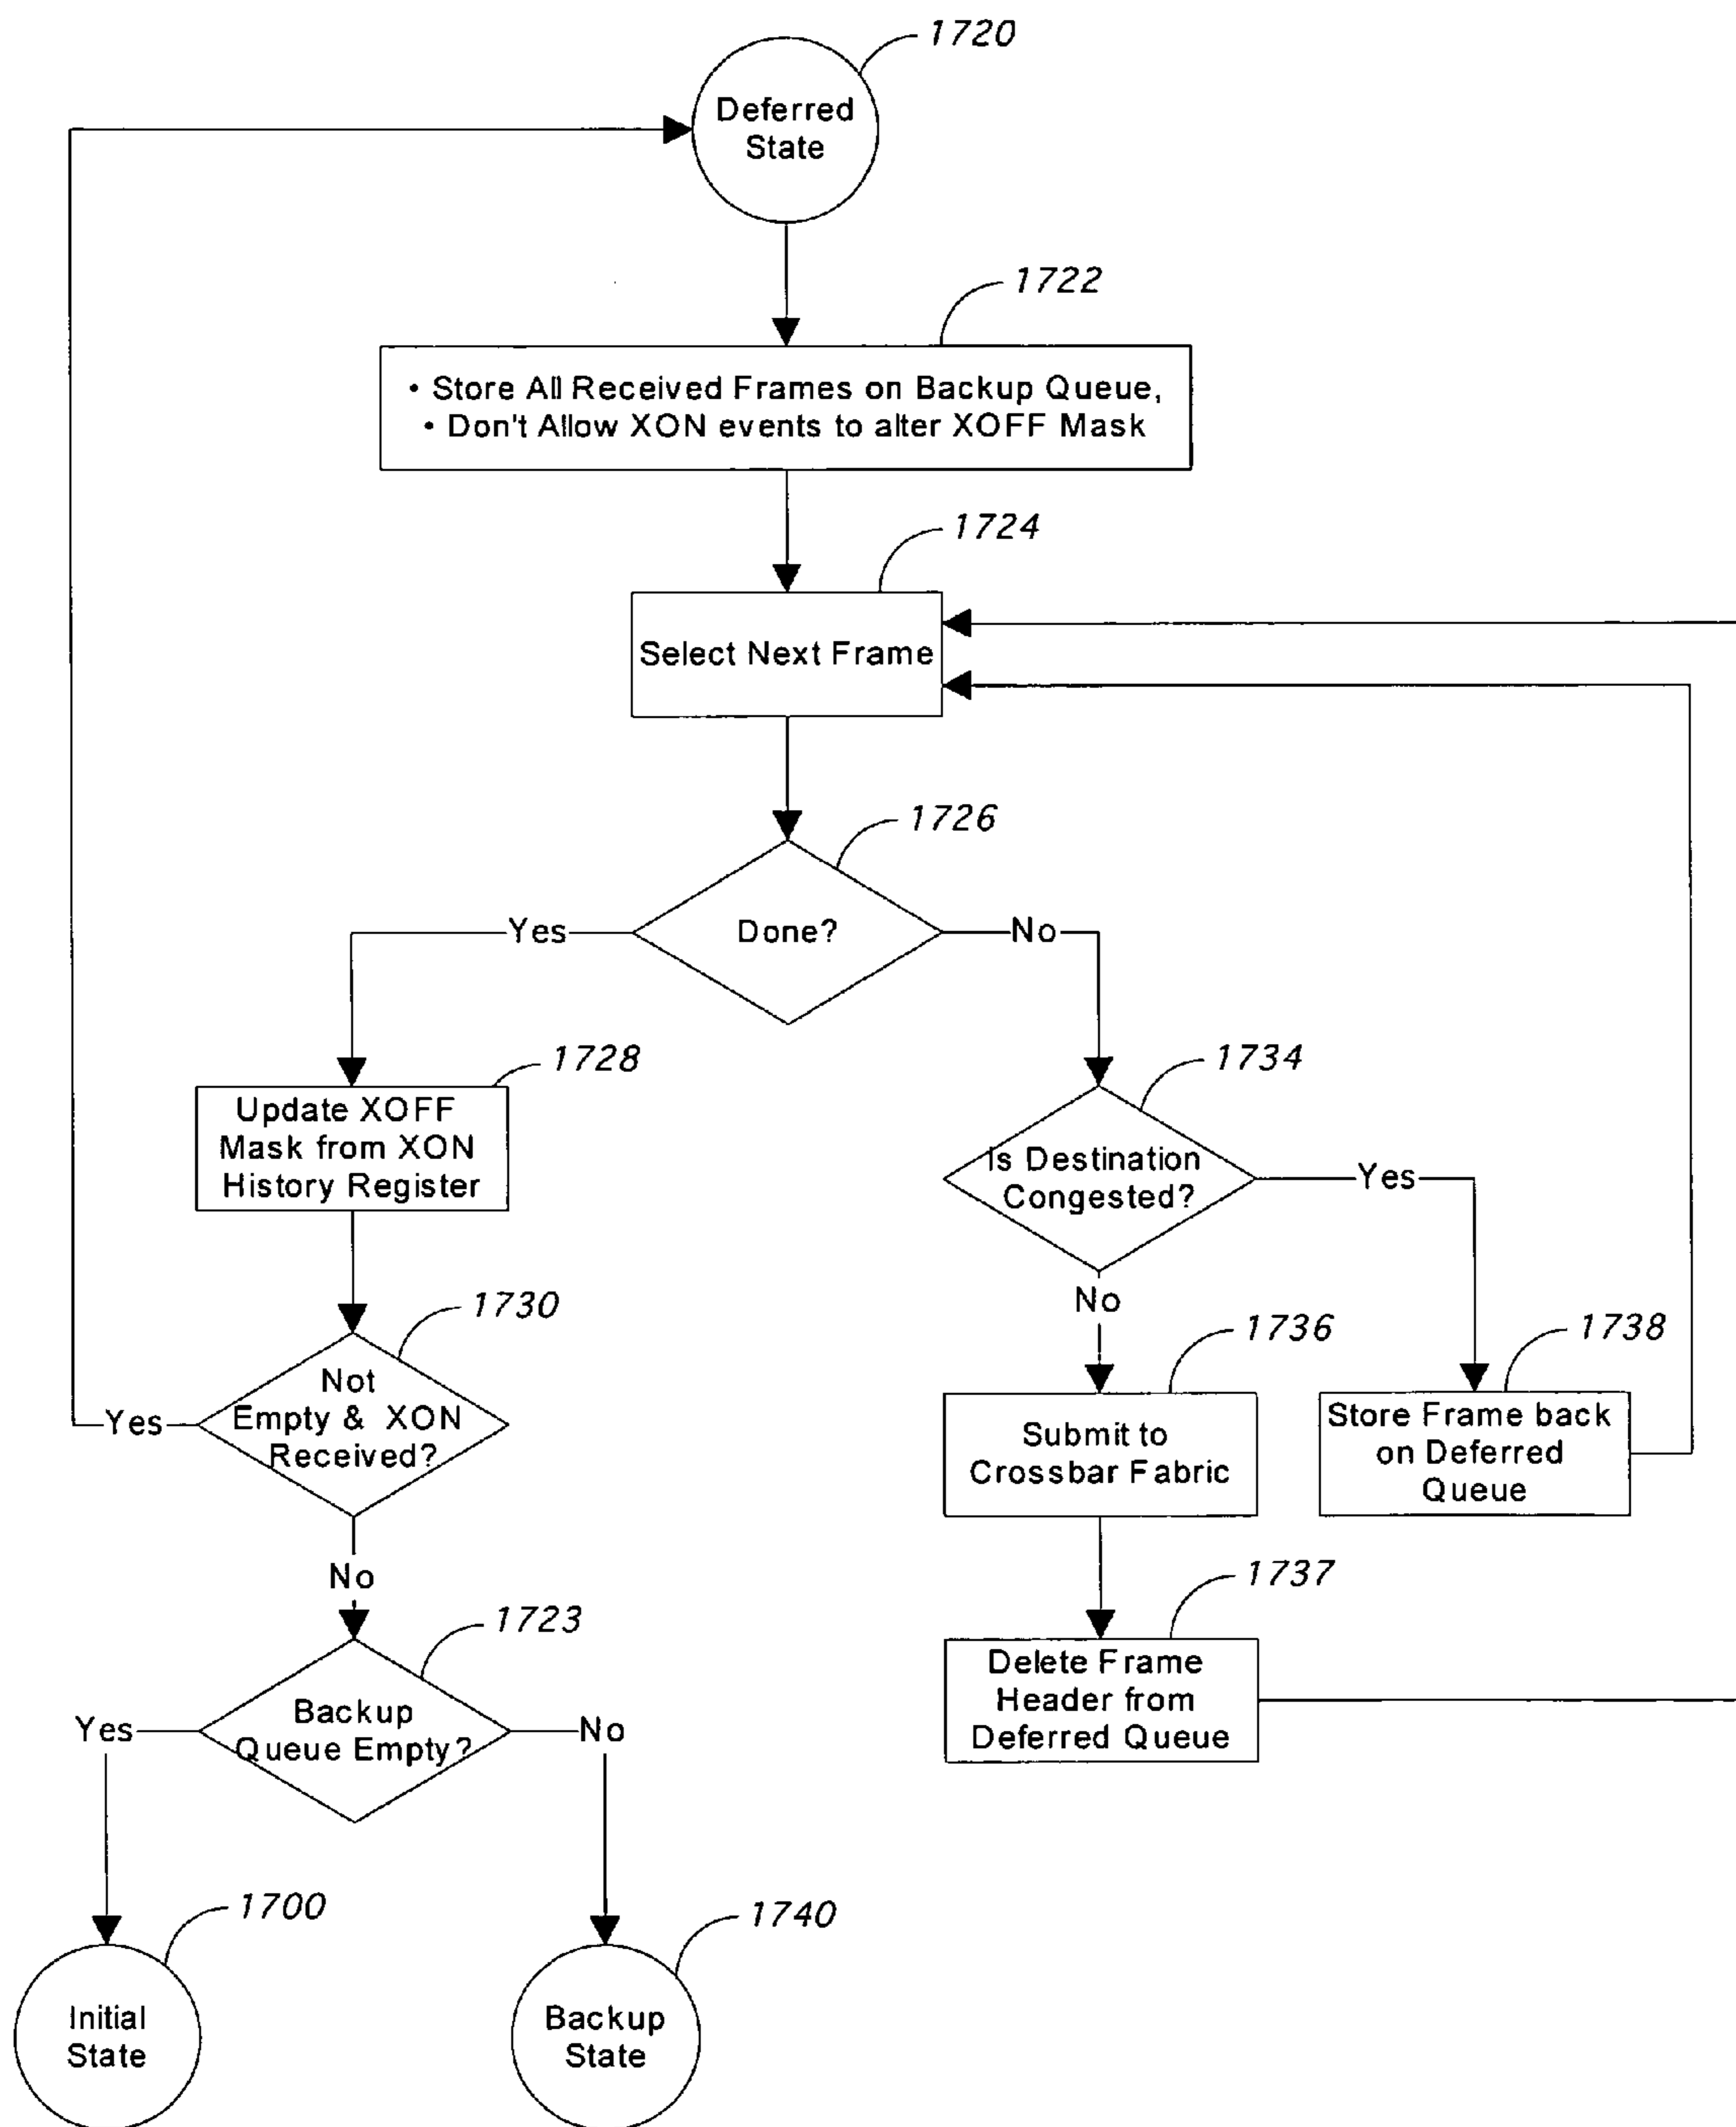 1720
Deferred
State
1722
• Store All Received Frames on Backup Queue,
• Don't Allow XON events to alter XOFF Mask
1724
Select Next Frame
1726
Done?
Yes
No
1728
Update XOFF
Mask from XON
History Register
1734
Is Destination
Congested?
Yes
No
1730
Not
Empty & XON
Received?
Yes
No
1736
Submit to
Crossbar Fabric
1738
Store Frame back
on Deferred
Queue
1737
Delete Frame
Header from
Deferred Queue
1723
Backup
Queue Empty?
Yes
No
1700
Initial
State
1740
Backup
State